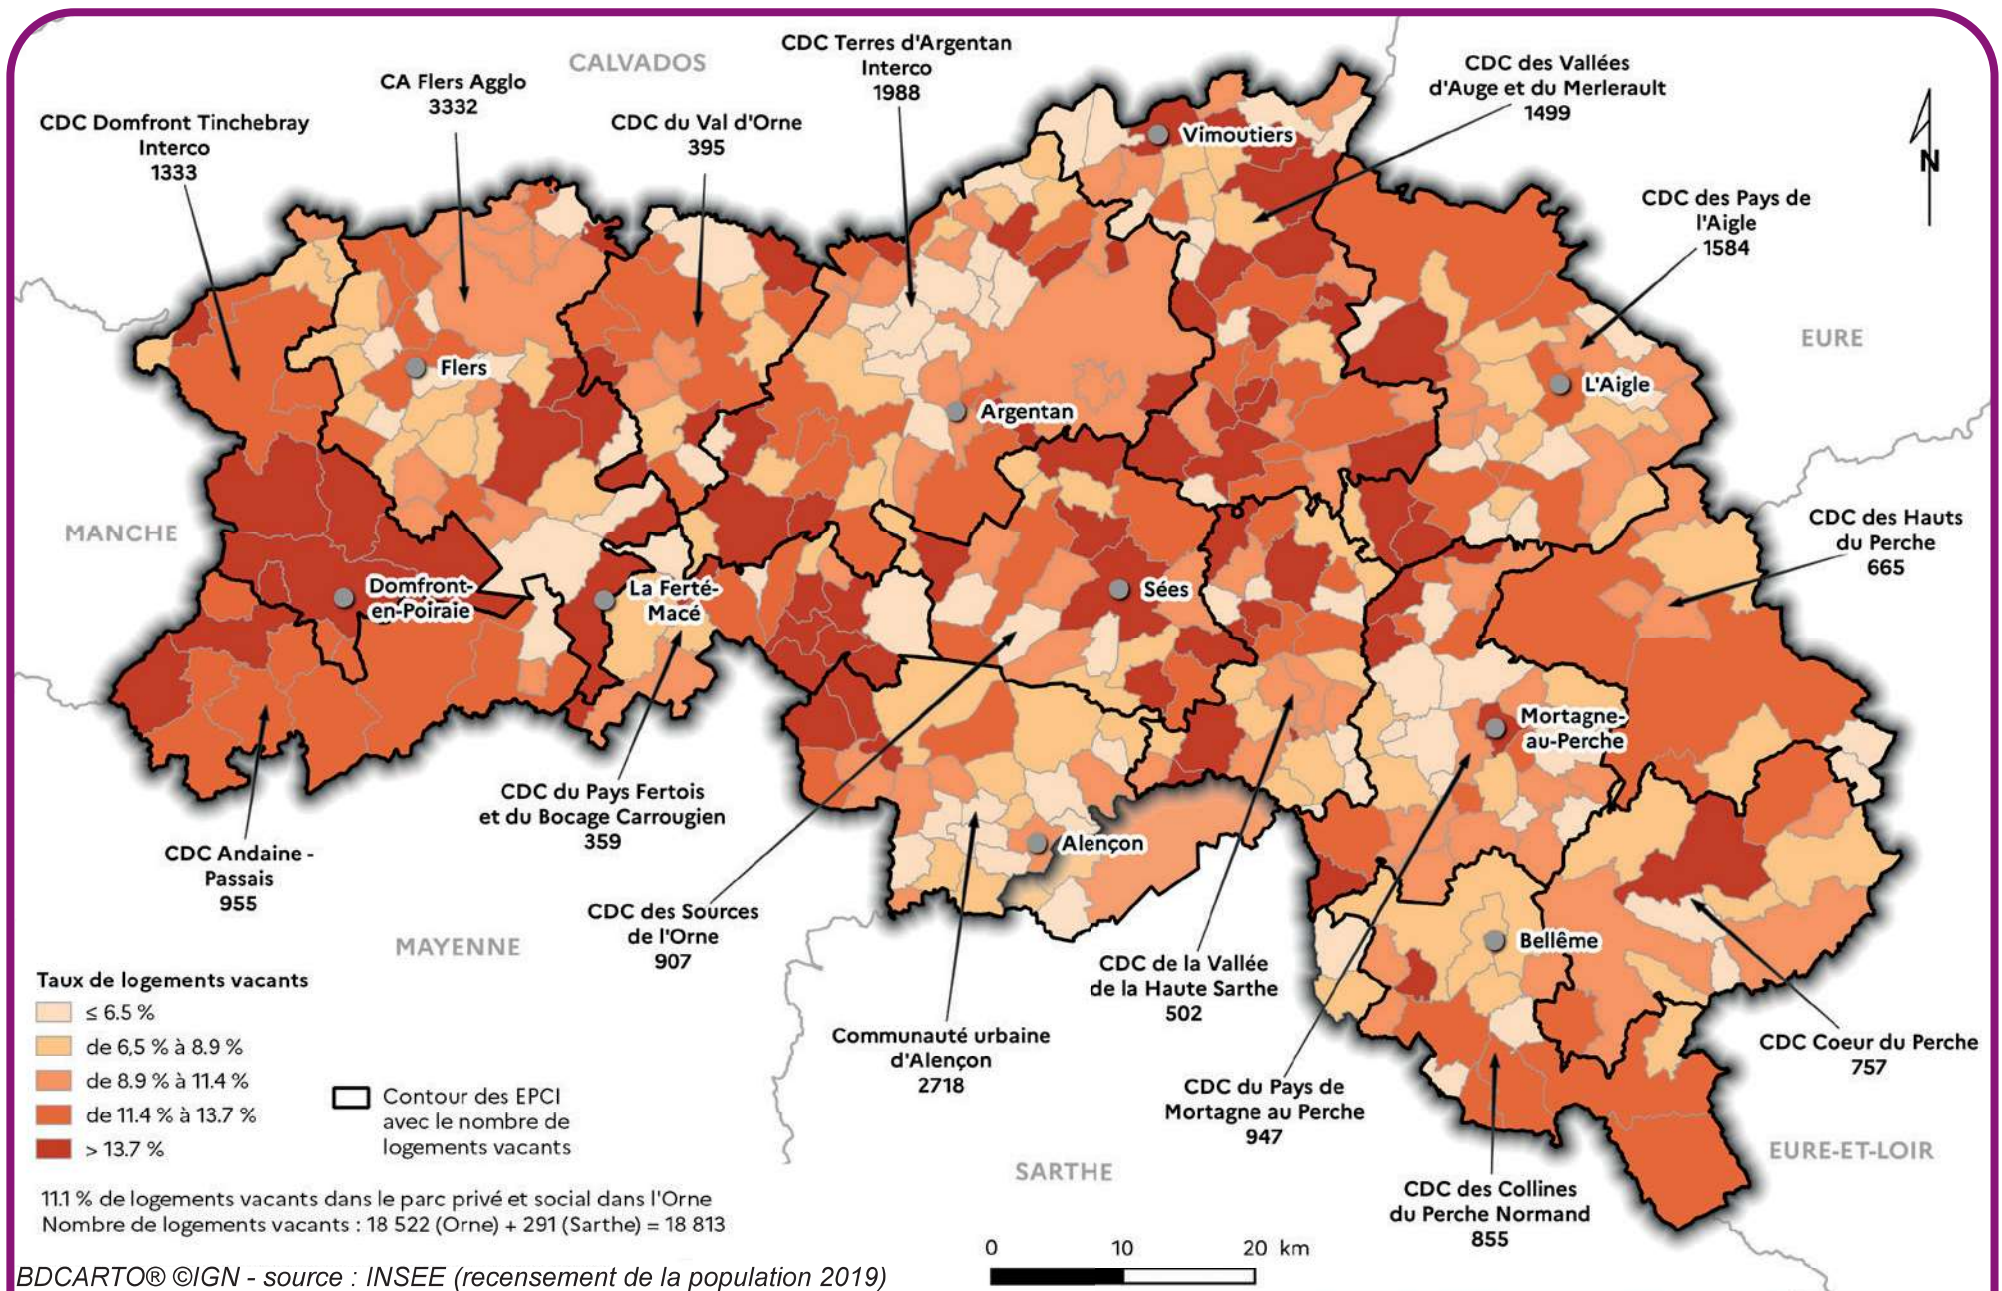 CALVADOS
CDC Terres d'Argentan
Interco
1988
CDC des Vallées
d'Auge et du Merlerault
1499
CA Flers Agglo
3332
CDC Domfront Tinchebray
Interco
1333
CDC du Val d'Orne
395
Vimoutiers
N
CDC des Pays de
l'Aigle
1584
EURE
Flers
L'Aigle
Argentan
MANCHE
CDC des Hauts
du Perche
665
Domfront-
en-Poiraie
La Ferté-
Macé
Sées
Mortagne-
au-Perche
CDC du Pays Fertois
et du Bocage Carrougien
359
Alençon
CDC Andaine -
Passais
955
CDC des Sources
de l'Orne
907
MAYENNE
Bellême
CDC de la Vallée
de la Haute Sarthe
502
Communauté urbaine
d'Alençon
2718
CDC Coeur du Perche
757
CDC du Pays de
Mortagne au Perche
947
SARTHE
EURE-ET-LOIR
CDC des Collines
du Perche Normand
855
Taux de logements vacants
≤ 6.5 %
de 6,5 % à 8.9 %
de 8.9 % à 11.4 %
de 11.4 % à 13.7 %
> 13.7 %
Contour des EPCI
avec le nombre de
logements vacants
11.1 % de logements vacants dans le parc privé et social dans l'Orne
Nombre de logements vacants : 18 522 (Orne) + 291 (Sarthe) = 18 813
0 10 20 km
BDCARTO® ©IGN - source : INSEE (recensement de la population 2019)